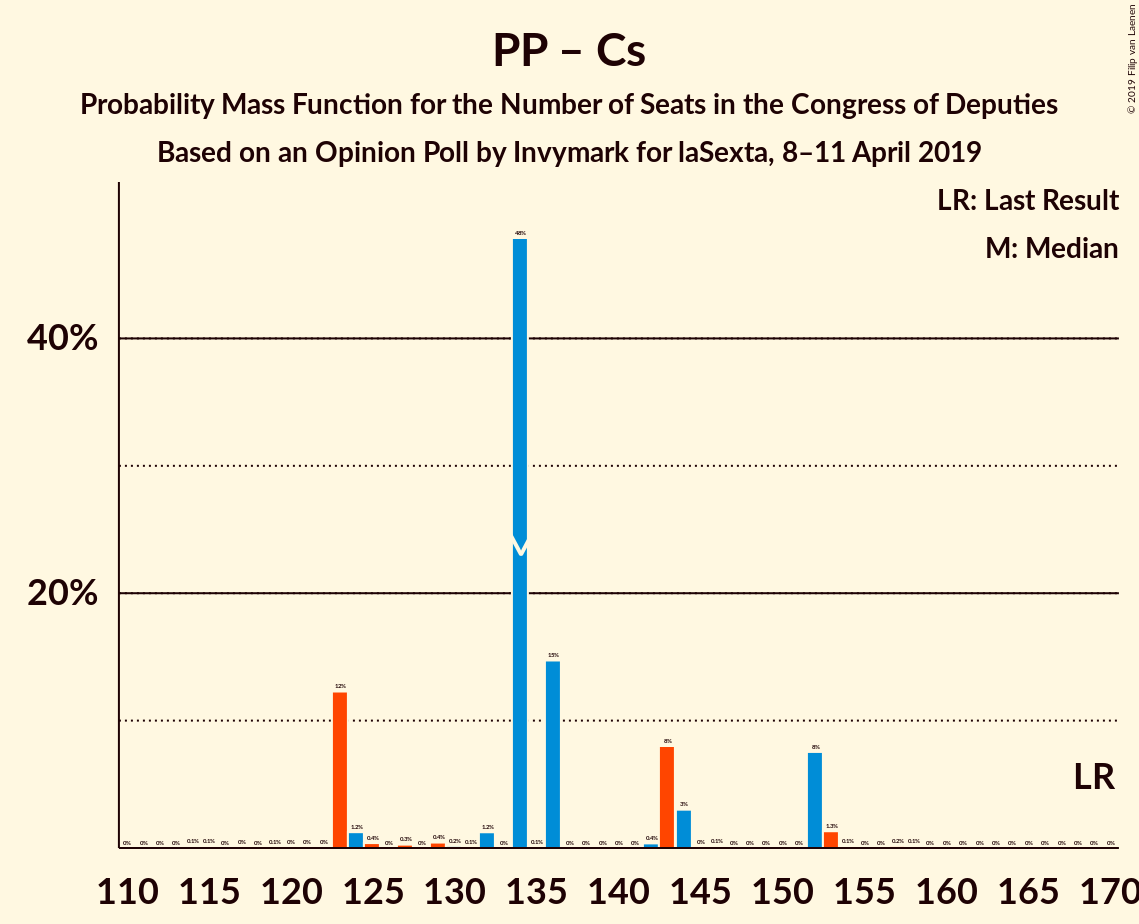 © 2019 Filip van Laenen
PP – Cs
Probability Mass Function for the Number of Seats in the Congress of Deputies
Based on an Opinion Poll by Invymark for laSexta, 8–11 April 2019
LR: Last Result
M: Median
48%
40%
20%
15%
12%
8% 8%
3%
LR
1.2% 0.4% 0.3% 0.4% 0.2% 0.1% 1.2% 0.1% 0.4% 0.1% 1.3% 0.1% 0.2% 0.1%
110 115 120 125 130 135 140 145 150 155 160 165 170